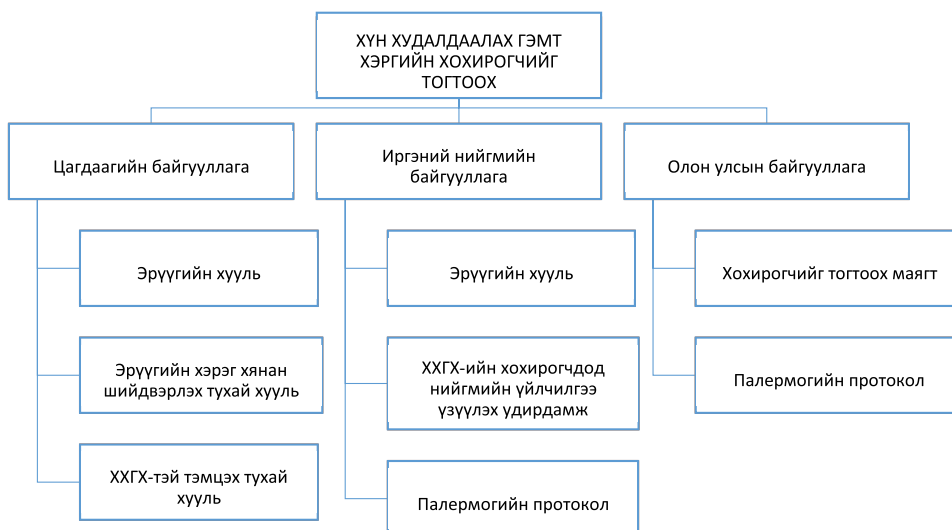 ХҮН ХУДАЛДААЛАХ ГЭМТ
ХЭРГИЙН ХОХИРОГЧИЙГ
ТОГТООХ
Цагдаагийн байгууллага
Эрүүгийн хууль
Эрүүгийн хэрэг хянан
шийдвэрлэх тухай хууль
ХХГХ-тэй тэмцэх тухай
хууль
Иргэний нийгмийн
байгууллага
Эрүүгийн хууль
ХХГХ-ийн хохирогчдод
нийгмийн үйлчилгээ
үзүүлэх удирдамж
Палермогийн протокол
Олон улсын байгууллага
Хохирогчийг тогтоох маягт
Палермогийн протокол